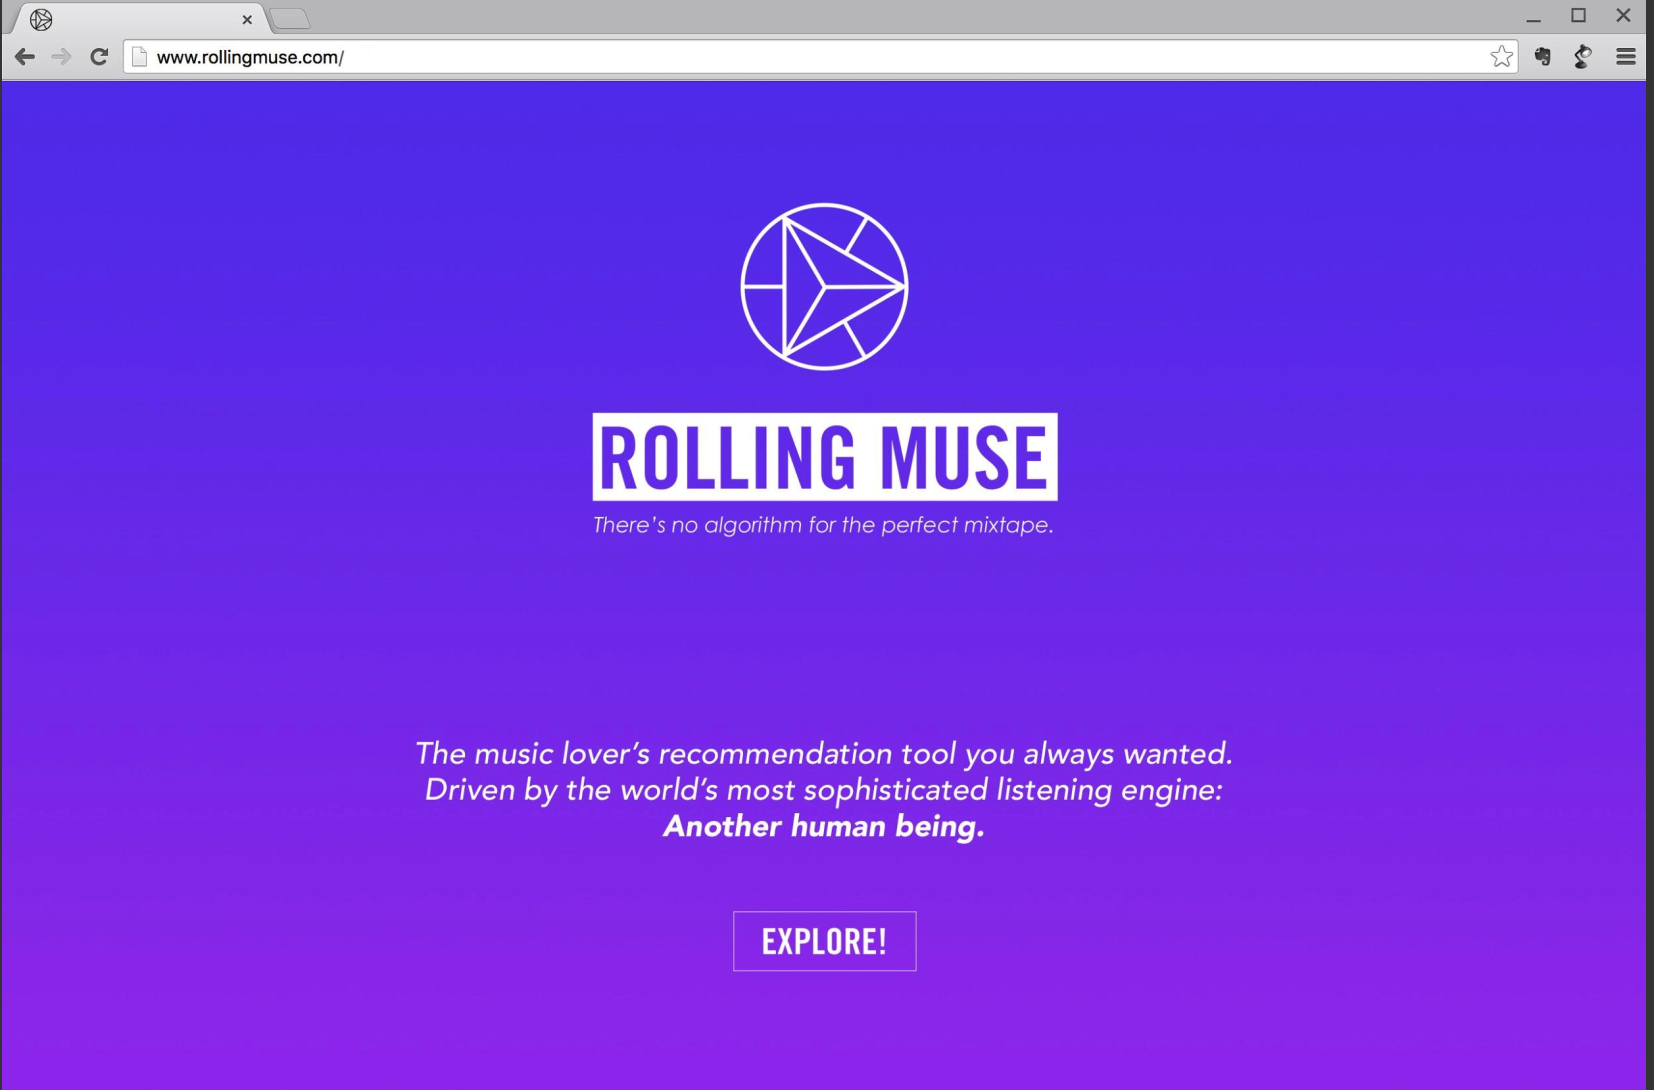 www.rollingmuse.com/
ROLLING MUSE
There's no algorithm for the perfect mixtape.
The music lover's recommendation tool you always wanted.
Driven by the world's most sophisticated listening engine:
Another human being.
EXPLORE!